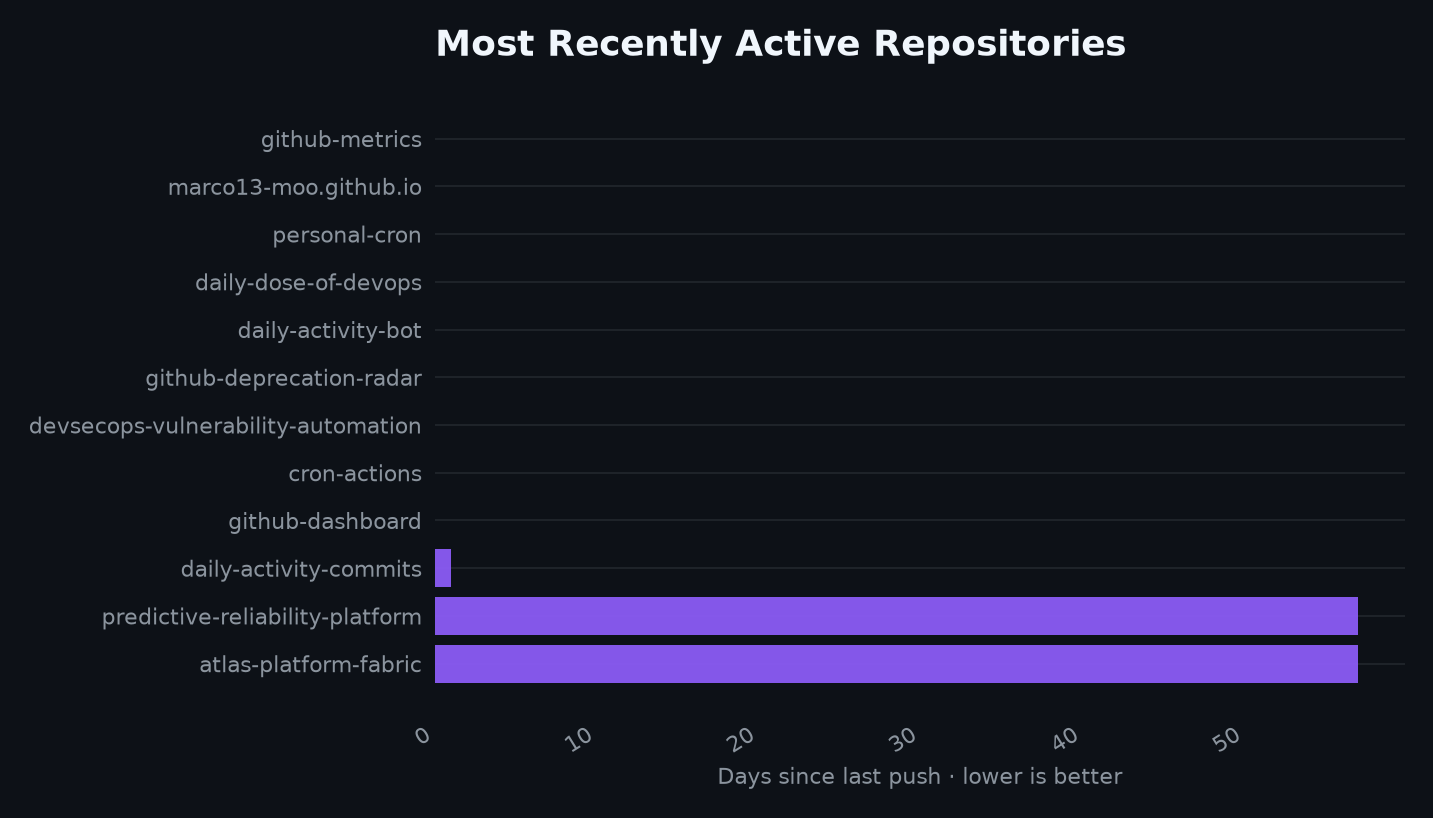 Most Recently Active Repositories
github-metrics
marco13-moo.github.io
personal-cron
daily-dose-of-devops
daily-activity-bot
github-deprecation-radar
devsecops-vulnerability-automation
cron-actions
github-dashboard
daily-activity-commits
predictive-reliability-platform
atlas-platform-fabric
0 10 20 30 40 50
Days since last push · lower is better